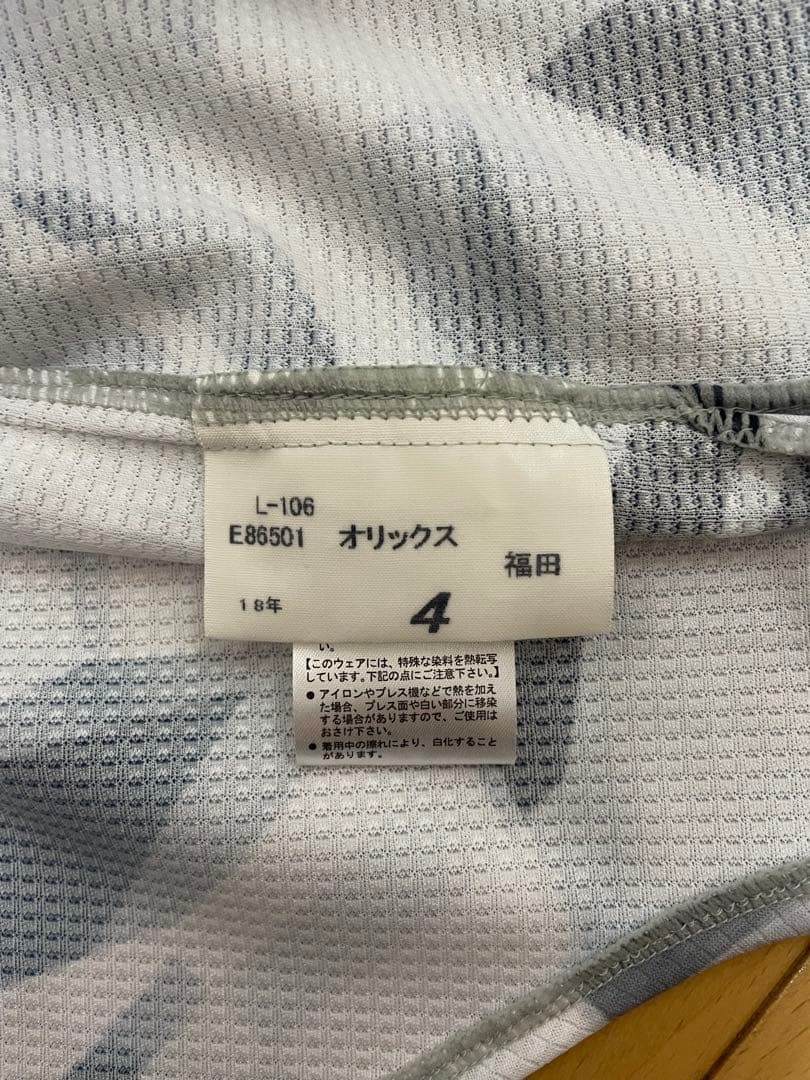 L-106
E86501 オリックス
福田
18年 4
い。
【このウェアには、特殊な染料を熱転写
しています。下記の点にご注意下さい。】
● アイロンやプレス機などで熱を加え
た場合、プレス面や白い部分に移染
する場合がありますので、ご使用は
おさけ下さい。
● 着用中の擦れにより、白化すること
があります。